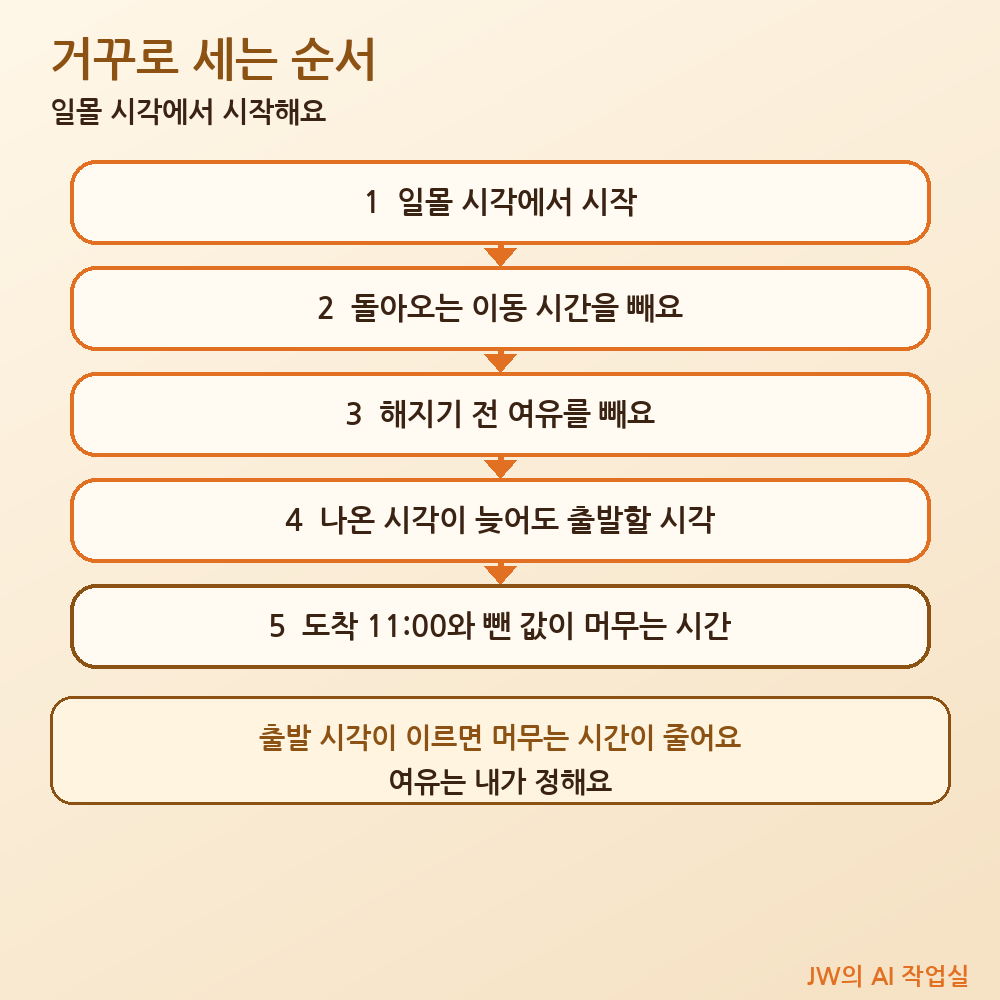 거꾸로 세는 순서
일몰 시각에서 시작해요
1 일몰 시각에서 시작
2 돌아오는 이동 시간을 빼요
3 해지기 전 여유를 빼요
4 나온 시각이 늦어도 출발할 시각
5 도착 11:00와 뺀 값이 머무는 시간
출발 시각이 이르면 머무는 시간이 줄어요
여유는 내가 정해요
JW의 AI 작업실